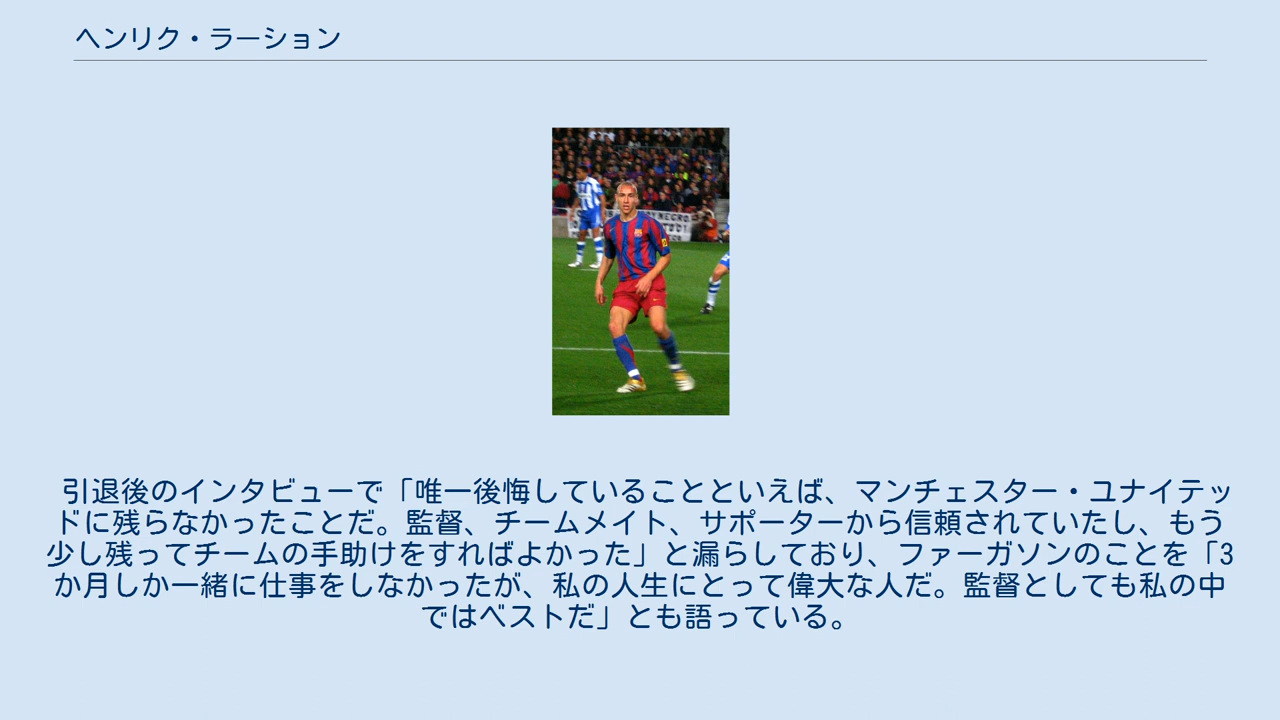 ヘンリク・ラーション
引退後のインタビューで「唯一後悔していることといえば、マンチェスター・ユナイテッ
ドに残らなかったことだ。監督、チームメイト、サポーターから信頼されていたし、もう
少し残ってチームの手助けをすればよかった」と漏らしており、ファーガソンのことを「3
か月しか一緒に仕事をしなかったが、私の人生にとって偉大な人だ。監督としても私の中
ではベストだ」とも語っている。